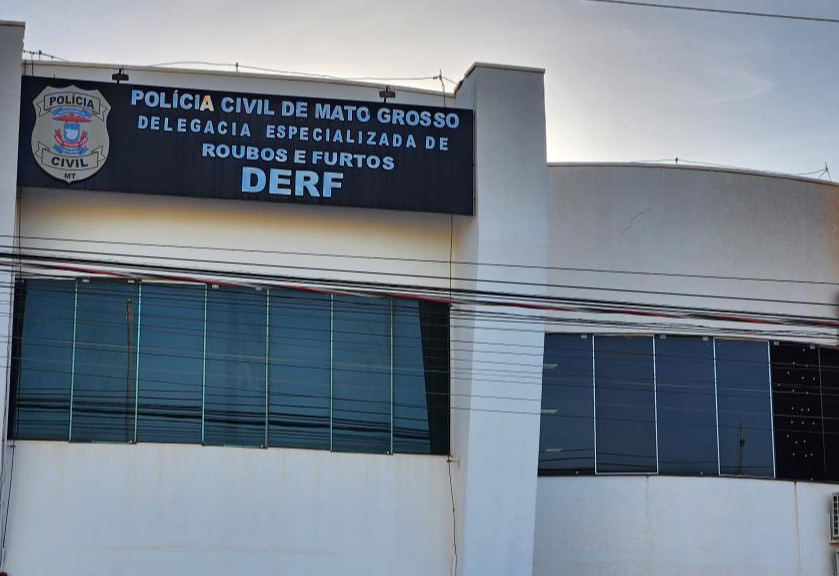 POLÍCIA CIVIL DE MATO GROSSO
DELEGACIA ESPECIALIZADA DE
ROUBOS E FURTOS
DERF
POLÍCIA
CIVIL
MT